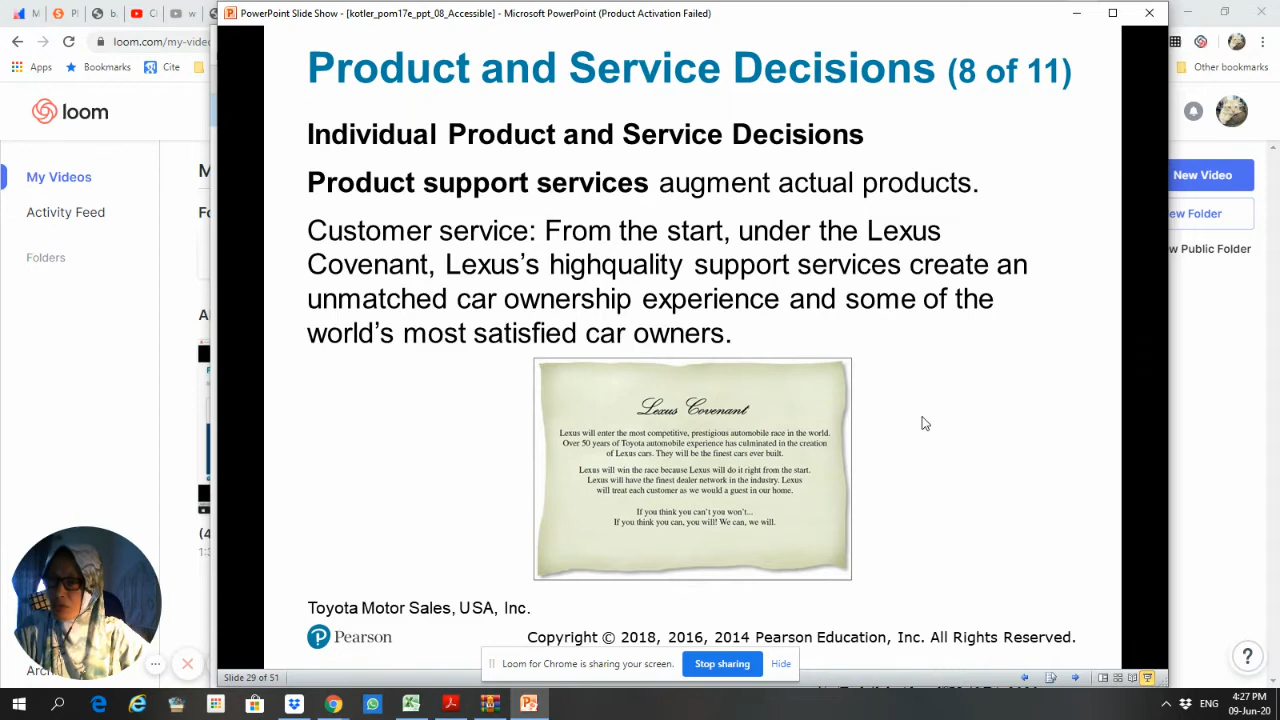 PowerPoint Slide Show - [kotler_pom17e_ppt_08_Accessible] - Microsoft PowerPoint (Product Activation Failed)
loom.com/my-video
Apps
Bookmarks
Cite
Other bookmarks
loom
My Videos
Activity Feed
Folders
New Video
ew Folder
w Public Folder
Product and Service Decisions (8 of 11)
Individual Product and Service Decisions
Product support services augment actual products.
Customer service: From the start, under the Lexus
Covenant, Lexus’s highquality support services create an
unmatched car ownership experience and some of the
world’s most satisfied car owners.
Lexus Covenant
Lexus will enter the most competitive, prestigious automobile race in the world.
Over 50 years of Toyota automobile experience has culminated in the creation
of Lexus cars. They will be the finest cars ever built.
Lexus will win the race because Lexus will do it right from the start.
Lexus will have the finest dealer network in the industry. Lexus
will treat each customer as we would a guest in our home.
If you think you can't you won't...
If you think you can, you will! We can, we will.
Toyota Motor Sales, USA, Inc.
Pearson
Copyright © 2018, 2016, 2014 Pearson Education, Inc. All Rights Reserved.
Loom for Chrome is sharing your screen.
Stop sharing
Hide
Slide 29 of 51
4:27 PM
ENG
09-Jun-20